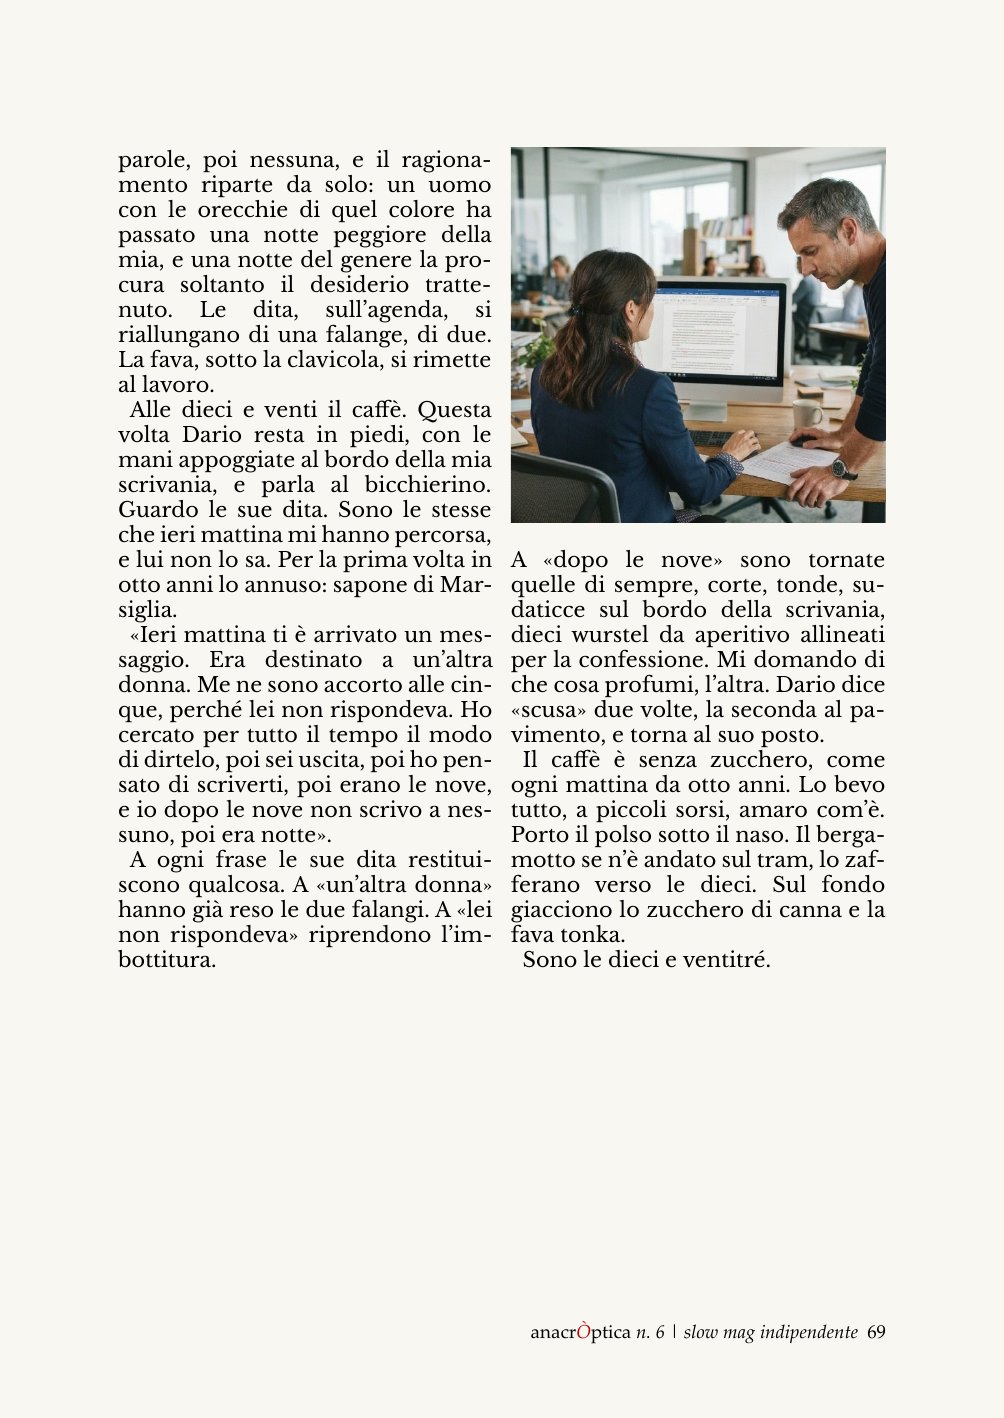 parole, poi nessuna, e il ragiona-
mento riparte da solo: un uomo
con le orecchie di quel colore ha
passato una notte peggiore della
mia, e una notte del genere la pro-
cura soltanto il desiderio tratte-
nuto. Le dita, sull’agenda, si
riallungano di una falange, di due.
La fava, sotto la clavicola, si rimette
al lavoro.
Alle dieci e venti il caffè. Questa
volta Dario resta in piedi, con le
mani appoggiate al bordo della mia
scrivania, e parla al bicchierino.
Guardo le sue dita. Sono le stesse
che ieri mattina mi hanno percorsa,
e lui non lo sa. Per la prima volta in
otto anni lo annuso: sapone di Mar-
siglia.
«Ieri mattina ti è arrivato un mes-
saggio. Era destinato a un’altra
donna. Me ne sono accorto alle cin-
que, perché lei non rispondeva. Ho
cercato per tutto il tempo il modo
di dirtelo, poi sei uscita, poi ho pen-
sato di scriverti, poi erano le nove,
e io dopo le nove non scrivo a nes-
suno, poi era notte».
A ogni frase le sue dita restitui-
scono qualcosa. A «un’altra donna»
hanno già reso le due falangi. A «lei
non rispondeva» riprendono l’im-
bottitura.
A «dopo le nove» sono tornate
quelle di sempre, corte, tonde, su-
daticce sul bordo della scrivania,
dieci wurstel da aperitivo allineati
per la confessione. Mi domando di
che cosa profumi, l’altra. Dario dice
«scusa» due volte, la seconda al pa-
vimento, e torna al suo posto.
Il caffè è senza zucchero, come
ogni mattina da otto anni. Lo bevo
tutto, a piccoli sorsi, amaro com’è.
Porto il polso sotto il naso. Il berga-
motto se n’è andato sul tram, lo zaf-
ferano verso le dieci. Sul fondo
giacciono lo zucchero di canna e la
fava tonka.
Sono le dieci e ventitré.
anacrÒptica n. 6 | slow mag indipendente 69